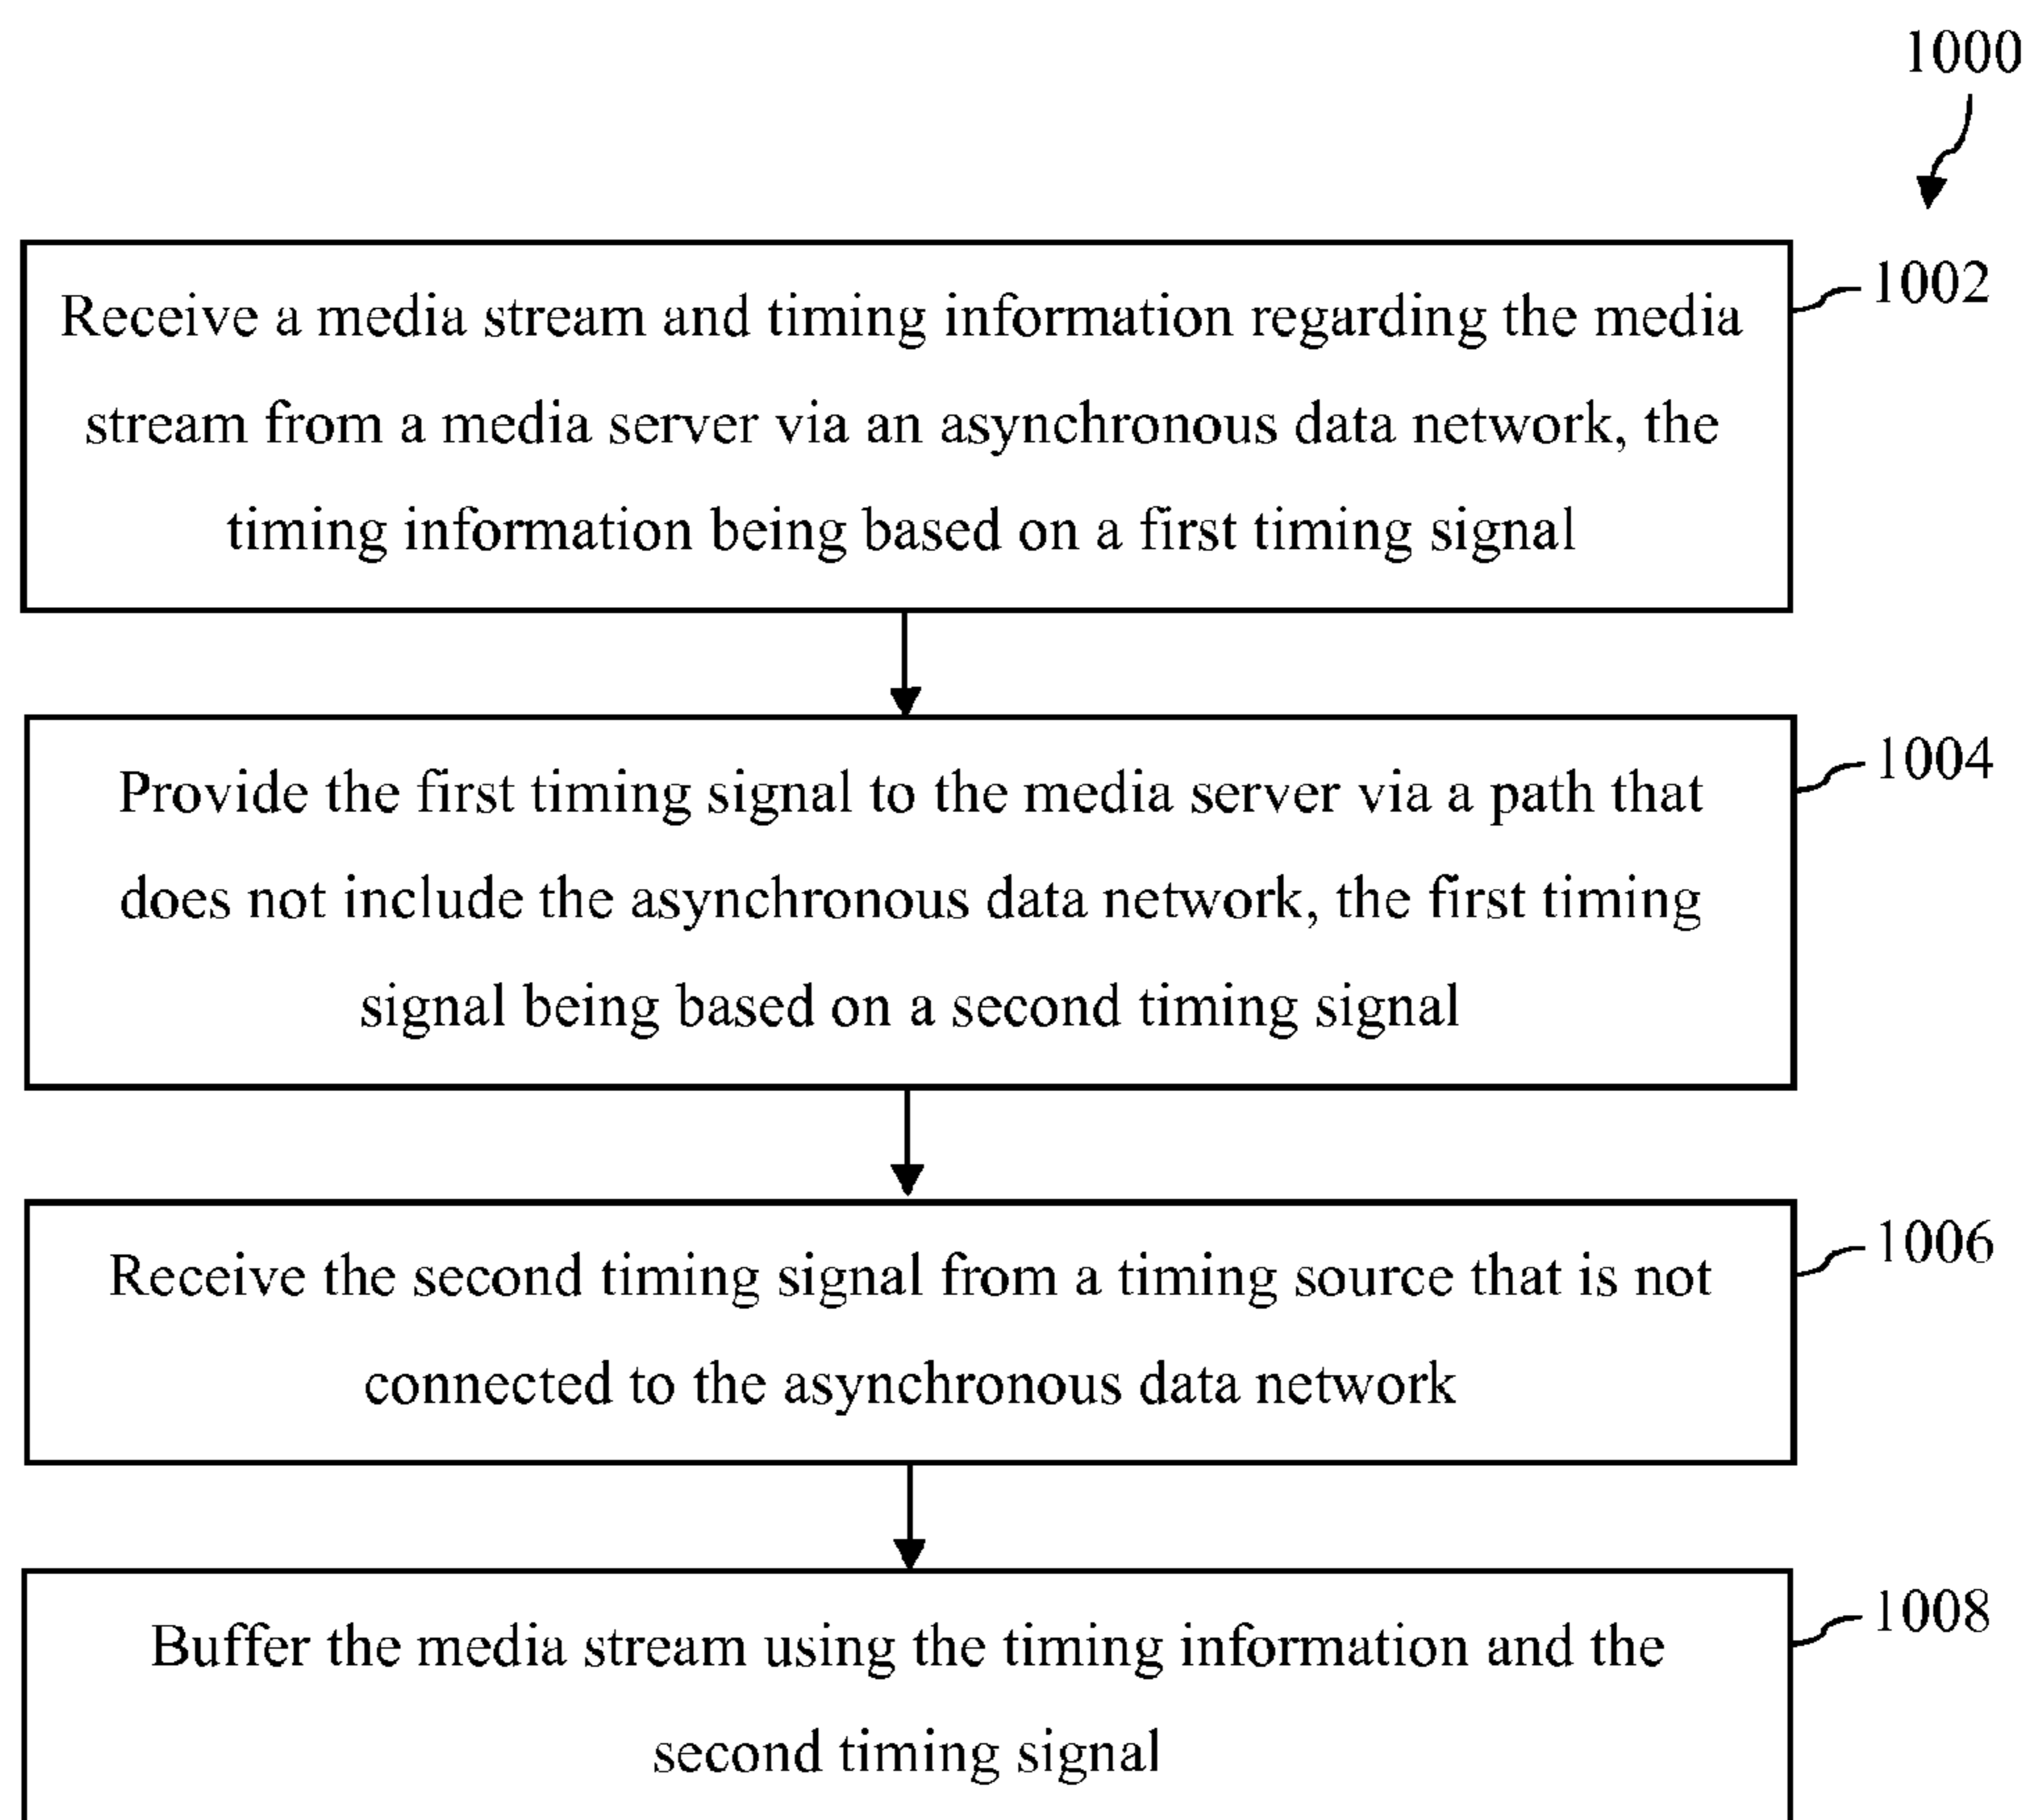 1000
Receive a media stream and timing information regarding the media
1002
stream from a media server via an asynchronous data network, the
timing information being based on a first timing signal
Provide the first timing signal to the media server via a path that
1004
does not include the asynchronous data network, the first timing
signal being based on a second timing signal
Receive the second timing signal from a timing source that is not
1006
connected to the asynchronous data network
Buffer the media stream using the timing information and the
1008
second timing signal